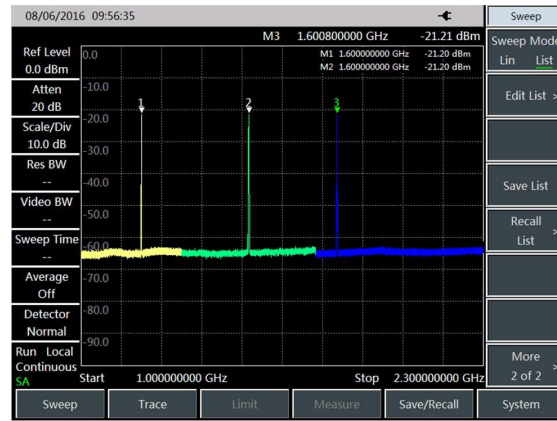 08/06/2016 09:56:35
M3 1.600800000 GHz -21.21 dBm
M1 1.600000000 GHz -21.20 dBm
M2 1.600000000 GHz -21.20 dBm
Ref Level
0.0 dBm
Atten
20 dB
Scale/Div
10.0 dB
Res BW
--
Video BW
--
Sweep Time
--
Average
Off
Detector
Normal
Run Local
Continuous
SA
0.0
-10.0
-20.0
-30.0
-40.0
-50.0
-60.0
-70.0
-80.0
-90.0
1
2
3
Start 1.000000000 GHz
Stop 2.300000000 GHz
Sweep
Sweep Mode
Lin List
Edit List >
Save List
Recall >
List
More >
2 of 2
Sweep
Trace
Limit
Measure
Save/Recall
System